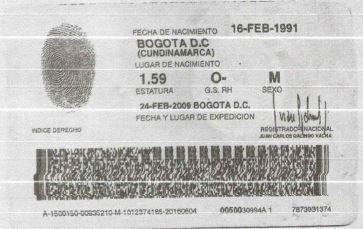 FECHA DE NACIMIENTO 16-FEB-1991
BOGOTA D.C
(CUNDINAMARCA)
LUGAR DE NACIMIENTO
1.59 O- M
ESTATURA G.S. RH SEXO
24-FEB-2009 BOGOTA D.C.
FECHA Y LUGAR DE EXPEDICION
INDICE DERECHO
REGISTRADOR NACIONAL
JUAN CARLOS GALINDO VACHA
A-1500150-00835210-M-1012374185-20160604 0050030994A 1 7873931374